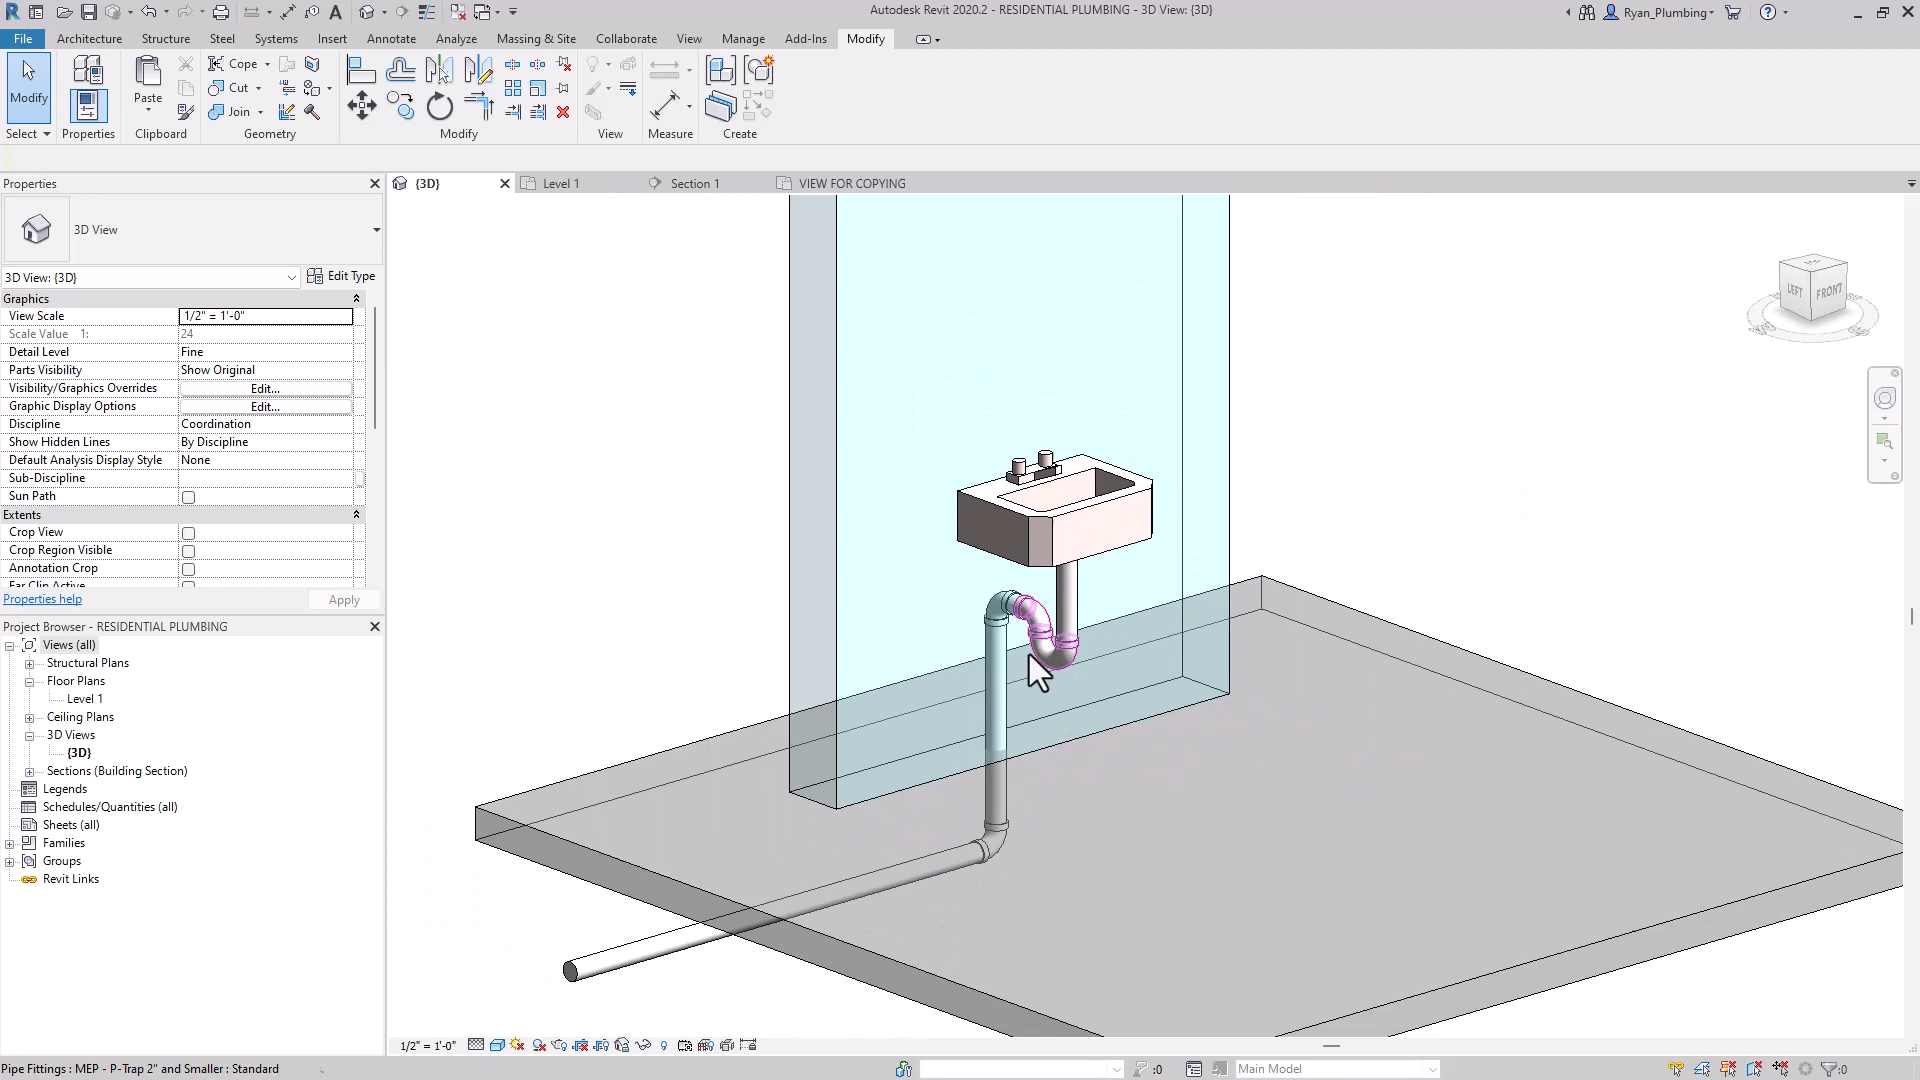 Autodesk Revit 2020.2 - RESIDENTIAL PLUMBING - 3D View: {3D}
Ryan_Plumbing
File Architecture Structure Steel Systems Insert Annotate Analyze Massing & Site Collaborate View Manage Add-Ins Modify
Modify
Paste
Cope
Cut
Join
Select Properties Clipboard Geometry Modify View Measure Create
Properties
{3D}
Level 1
Section 1
VIEW FOR COPYING
3D View
3D View: {3D}
Edit Type
Graphics
View Scale 1/2" = 1'-0"
Scale Value 1: 24
Detail Level Fine
Parts Visibility Show Original
Visibility/Graphics Overrides Edit...
Graphic Display Options Edit...
Discipline Coordination
Show Hidden Lines By Discipline
Default Analysis Display Style None
Sub-Discipline
Sun Path
Extents
Crop View
Crop Region Visible
Annotation Crop
Far Clip Active
Properties help
Apply
LEFT
FRONT
Project Browser - RESIDENTIAL PLUMBING
Views (all)
Structural Plans
Floor Plans
Level 1
Ceiling Plans
3D Views
{3D}
Sections (Building Section)
Legends
Schedules/Quantities (all)
Sheets (all)
Families
Groups
Revit Links
1/2" = 1'-0"
Pipe Fittings : MEP - P-Trap 2" and Smaller : Standard
:0
Main Model
:0